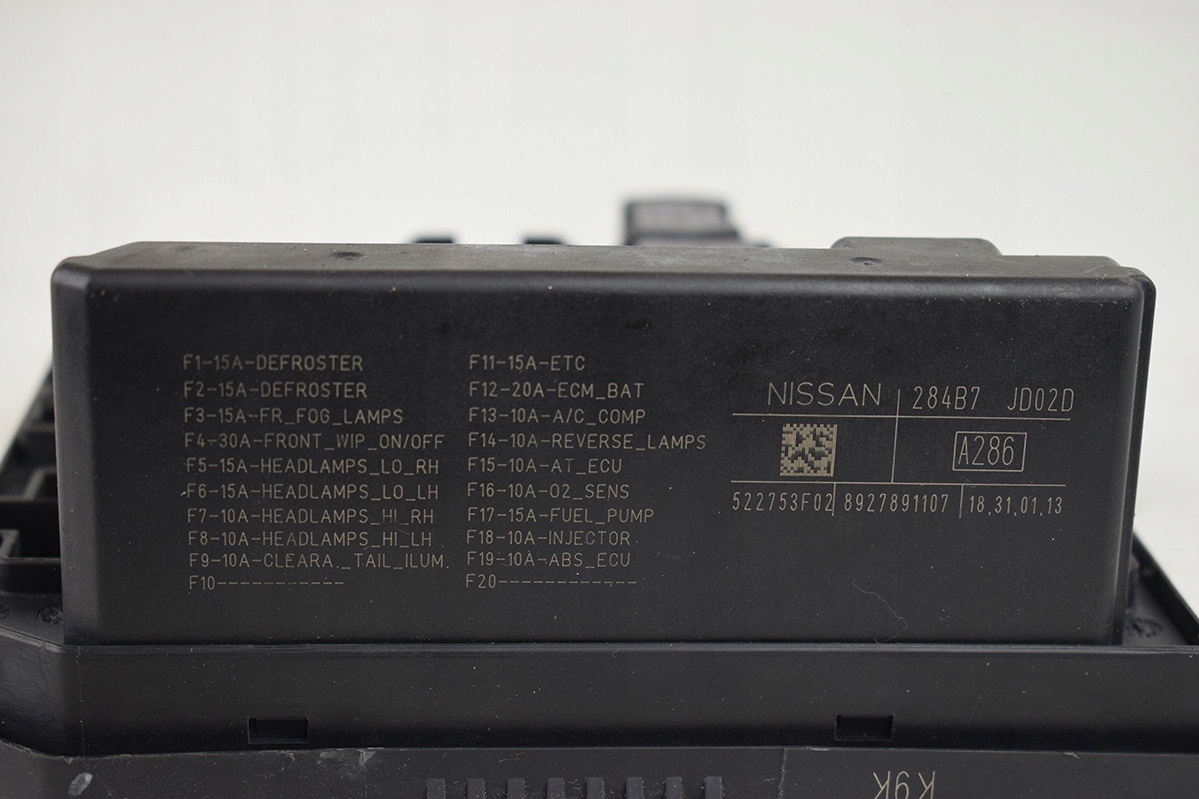 F1-15A-DEFROSTER
F2-15A-DEFROSTER
F3-15A-FR_FOG_LAMPS
F4-30A-FRONT_WIP_ON/OFF
F5-15A-HEADLAMPS_LO_RH
F6-15A-HEADLAMPS_LO_LH
F7-10A-HEADLAMPS_HI_RH
F8-10A-HEADLAMPS_HI_LH
F9-10A-CLEARA._TAIL_ILUM.
F10------------
F11-15A-ETC
F12-20A-ECM_BAT
F13-10A-A/C_COMP
F14-10A-REVERSE_LAMPS
F15-10A-AT_ECU
F16-10A-O2_SENS
F17-15A-FUEL_PUMP
F18-10A-INJECTOR
F19-10A-ABS_ECU
F20-------------
NISSAN 284B7 JD02D
A286
522753F02 8927891107 18.31.01.13
K9K